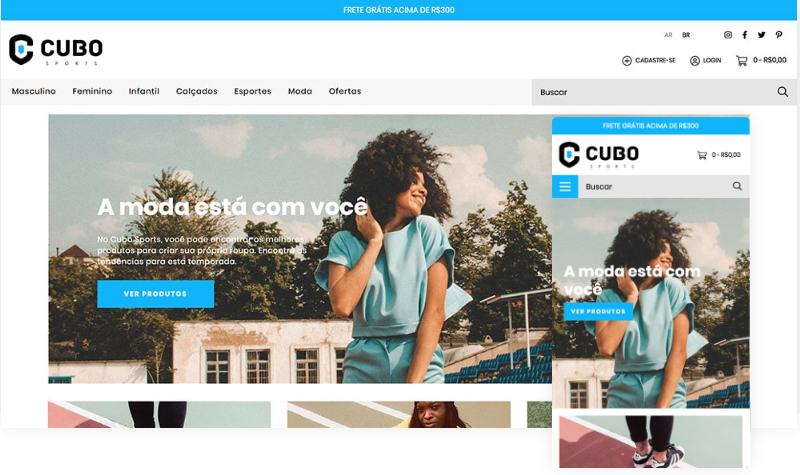 FRETE GRÁTIS ACIMA DE R$300
CUBO
SPORTS
AR BR
CADASTRE-SE LOGIN 0 - R$0,00
Masculino Feminino Infantil Calçados Esportes Moda Ofertas Buscar
A moda está com você
No Cubo Sports, você pode encontrar os melhores
produtos para criar sua própria roupa. Encontre as
tendências para esta temporada.
VER PRODUTOS
FRETE GRÁTIS ACIMA DE R$300
CUBO
SPORTS
0 - R$0,00
Buscar
A moda está com
você
VER PRODUTOS